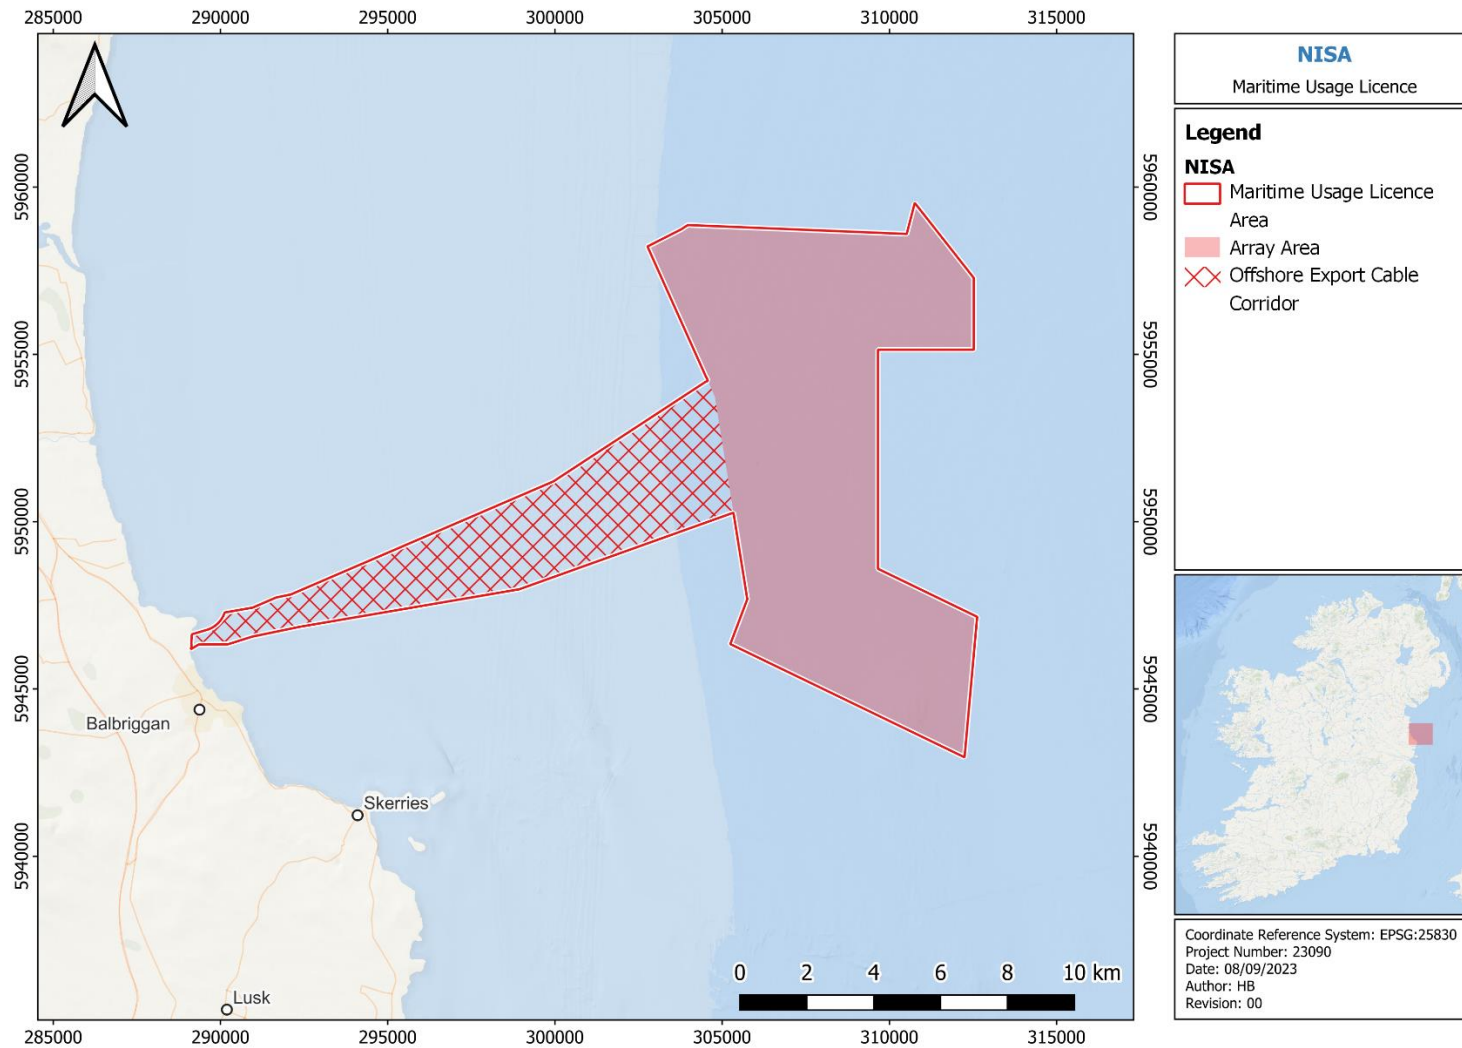 285000 290000 295000 300000 305000 310000 315000
NISA
Maritime Usage Licence
Legend
NISA
Maritime Usage Licence
Area
Array Area
Offshore Export Cable
Corridor
5960000
5955000
5950000
5945000
5940000
5960000
5955000
5950000
5945000
5940000
Balbriggan
Skerries
Lusk
0 2 4 6 8 10 km
285000 290000 295000 300000 305000 310000 315000
Coordinate Reference System: EPSG:25830
Project Number: 23090
Date: 08/09/2023
Author: HB
Revision: 00